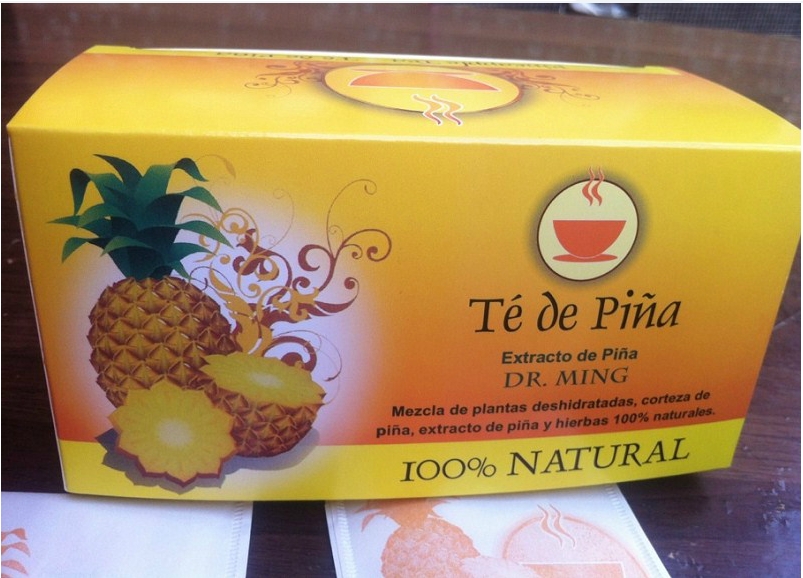 Té de Piña
Extracto de Piña
DR. MING
Mezcla de plantas deshidratadas, corteza de
piña, extracto de piña y hierbas 100% naturales.
100% NATURAL